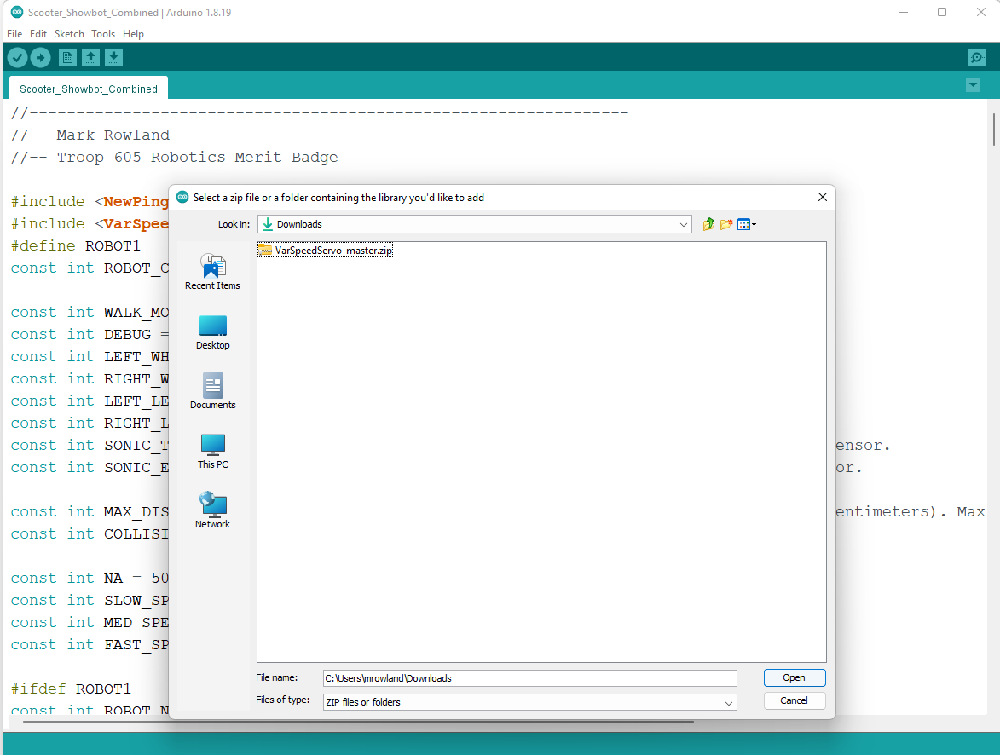 Scooter_Showbot_Combined | Arduino 1.8.19
File Edit Sketch Tools Help
Scooter_Showbot_Combined
//----------------------------------------------------------------
//-- Mark Rowland
//-- Troop 605 Robotics Merit Badge
#include <NewPing
#include <VarSpee
#define ROBOT1
const int ROBOT_C
const int WALK_MO
const int DEBUG =
const int LEFT_WH
const int RIGHT_W
const int LEFT_LE
const int RIGHT_L
const int SONIC_T
ensor.
const int SONIC_E
or.
const int MAX_DIS
entimeters). Max
const int COLLISI
const int NA = 50
const int SLOW_SP
const int MED_SPE
const int FAST_SP
#ifdef ROBOT1
const int ROBOT_N
Select a zip file or a folder containing the library you'd like to add
Look in:
Downloads
VarSpeedServo-master.zip
Recent Items
Desktop
Documents
This PC
Network
File name:
C:\Users\mrowland\Downloads
Open
Files of type:
ZIP files or folders
Cancel